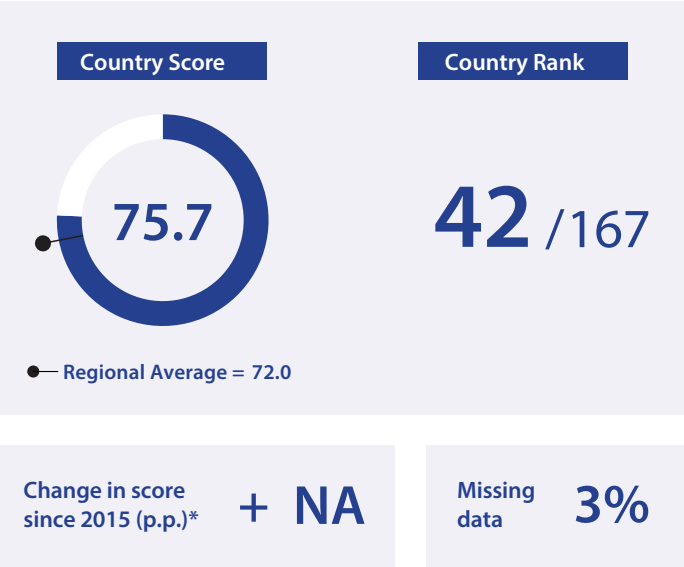 Country Score
Country Rank
75.7
42 /167
Regional Average = 72.0
Change in score
since 2015 (p.p.)*
+ NA
Missing
data
3%